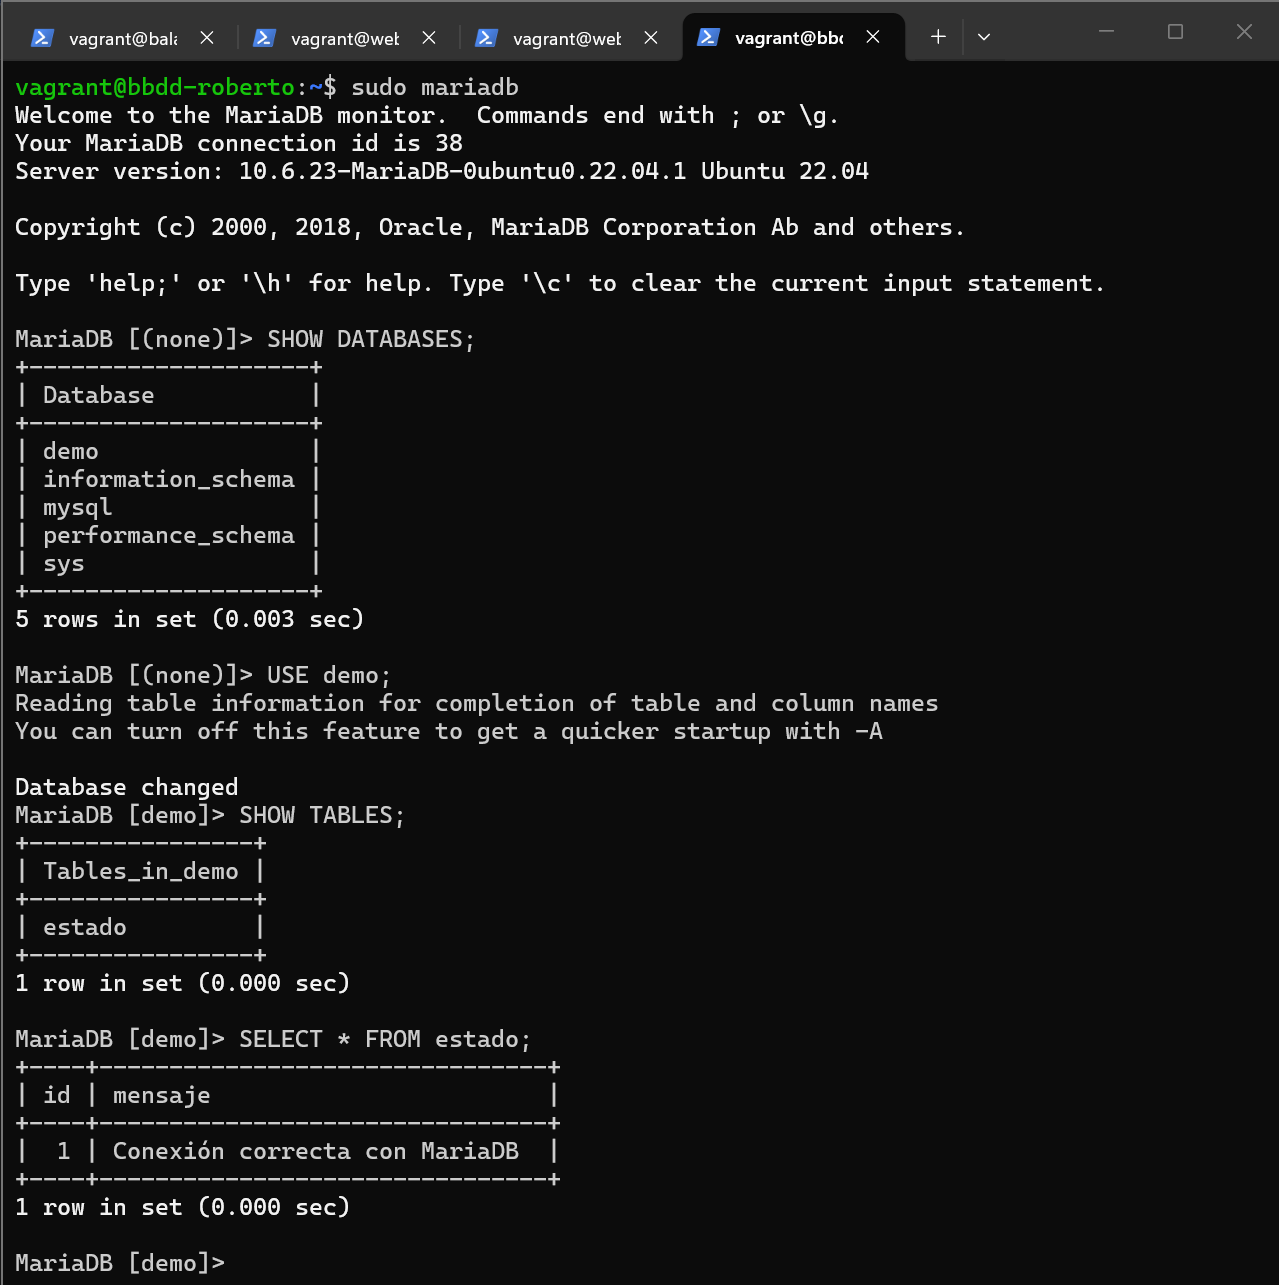 vagrant@bala
vagrant@web
vagrant@web
vagrant@bbd
vagrant@bbdd-roberto:~$ sudo mariadb
Welcome to the MariaDB monitor.  Commands end with ; or \g.
Your MariaDB connection id is 38
Server version: 10.6.23-MariaDB-0ubuntu0.22.04.1 Ubuntu 22.04

Copyright (c) 2000, 2018, Oracle, MariaDB Corporation Ab and others.

Type 'help;' or '\h' for help. Type '\c' to clear the current input statement.

MariaDB [(none)]> SHOW DATABASES;
+--------------------+
| Database           |
+--------------------+
| demo               |
| information_schema |
| mysql              |
| performance_schema |
| sys                |
+--------------------+
5 rows in set (0.003 sec)

MariaDB [(none)]> USE demo;
Reading table information for completion of table and column names
You can turn off this feature to get a quicker startup with -A

Database changed
MariaDB [demo]> SHOW TABLES;
+----------------+
| Tables_in_demo |
+----------------+
| estado         |
+----------------+
1 row in set (0.000 sec)

MariaDB [demo]> SELECT * FROM estado;
+----+--------------------------------+
| id | mensaje                        |
+----+--------------------------------+
|  1 | Conexión correcta con MariaDB  |
+----+--------------------------------+
1 row in set (0.000 sec)

MariaDB [demo]>